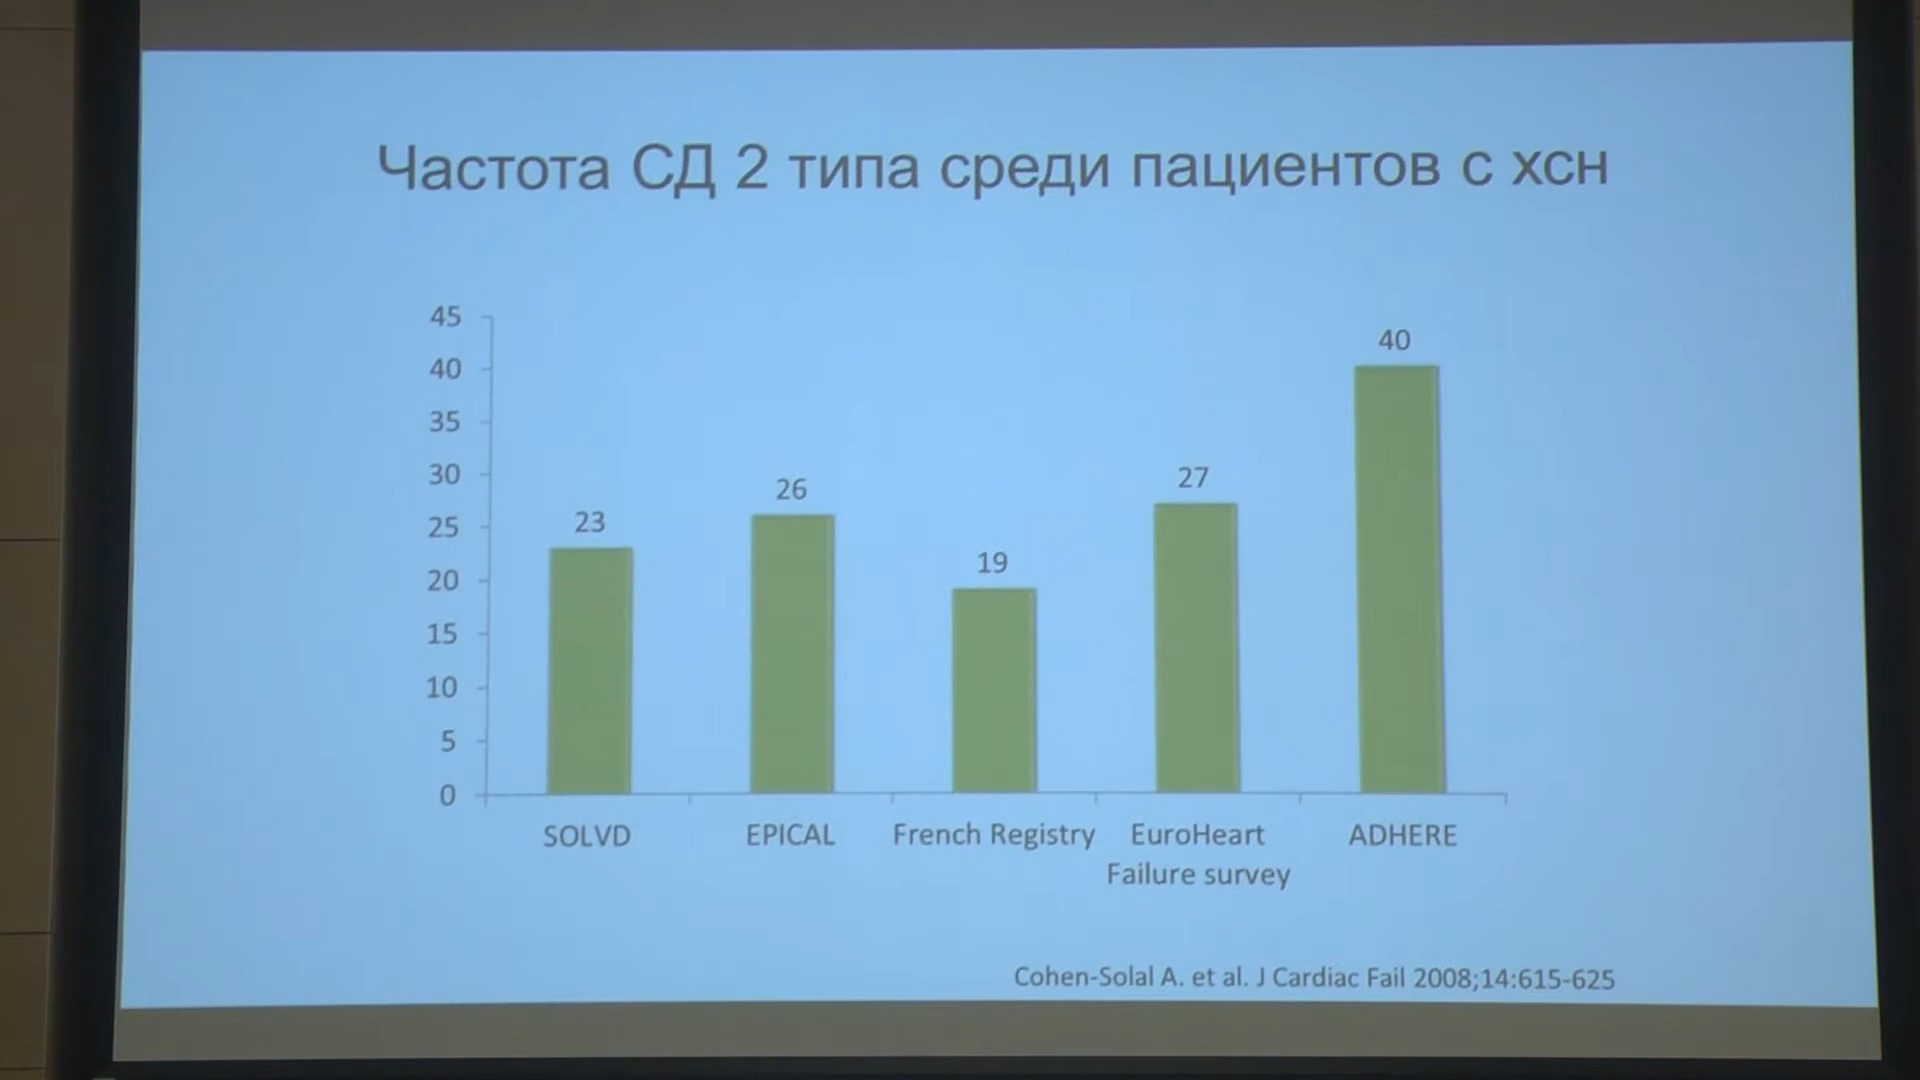 Частота СД 2 типа среди пациентов с хсн
45
40
35
30
25
20
15
10
5
0
23
26
19
27
40
SOLVD
EPICAL
French Registry
EuroHeart
Failure survey
ADHERE
Cohen-Solal A. et al. J Cardiac Fail 2008;14:615-625